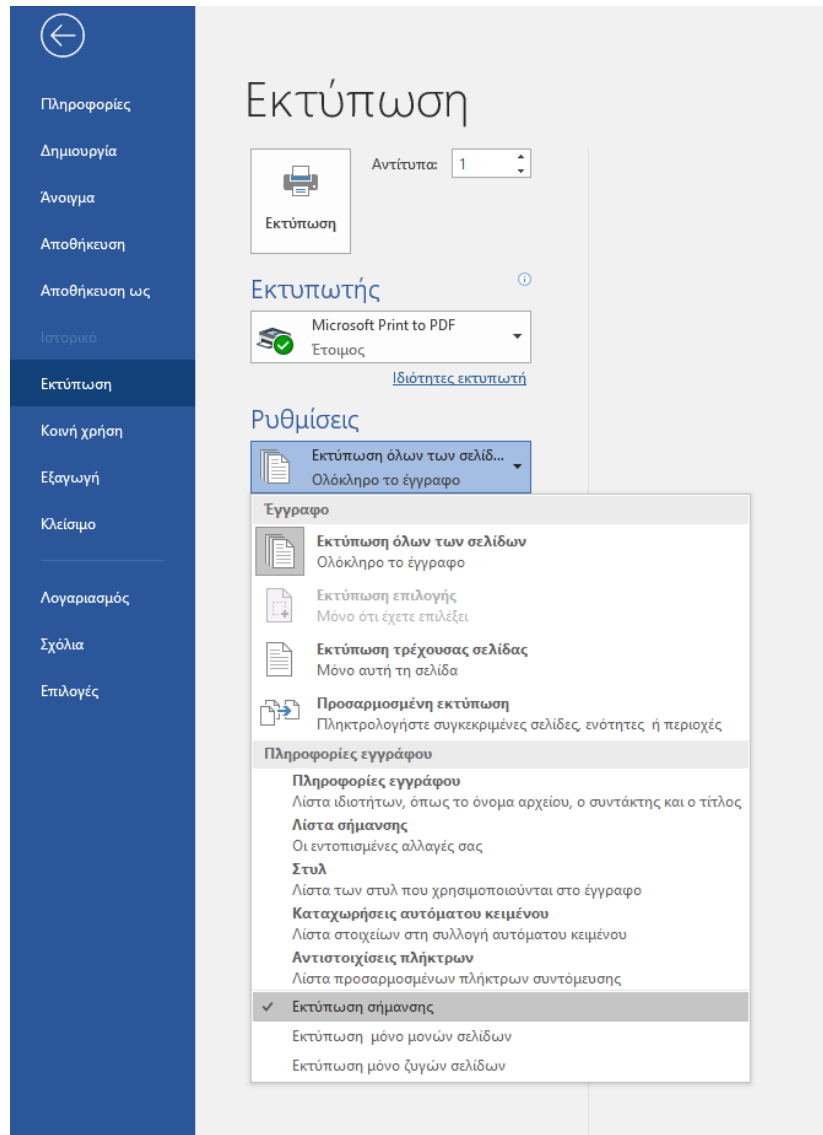 Πληροφορίες
Δημιουργία
Άνοιγμα
Αποθήκευση
Αποθήκευση ως
Ιστορικό
Εκτύπωση
Κοινή χρήση
Εξαγωγή
Κλείσιμο
Λογαριασμός
Σχόλια
Επιλογές
Εκτύπωση
Αντίτυπα: 1
Εκτύπωση
Εκτυπωτής
Microsoft Print to PDF
Έτοιμος
Ιδιότητες εκτυπωτή
Ρυθμίσεις
Εκτύπωση όλων των σελίδ...
Ολόκληρο το έγγραφο
Έγγραφο
Εκτύπωση όλων των σελίδων
Ολόκληρο το έγγραφο
Εκτύπωση επιλογής
Μόνο ότι έχετε επιλέξει
Εκτύπωση τρέχουσας σελίδας
Μόνο αυτή τη σελίδα
Προσαρμοσμένη εκτύπωση
Πληκτρολογήστε συγκεκριμένες σελίδες, ενότητες ή περιοχές
Πληροφορίες εγγράφου
Πληροφορίες εγγράφου
Λίστα ιδιοτήτων, όπως το όνομα αρχείου, ο συντάκτης και ο τίτλος
Λίστα σήμανσης
Οι εντοπισμένες αλλαγές σας
Στυλ
Λίστα των στυλ που χρησιμοποιούνται στο έγγραφο
Καταχωρήσεις αυτόματου κειμένου
Λίστα στοιχείων στη συλλογή αυτόματου κειμένου
Αντιστοιχίσεις πλήκτρων
Λίστα προσαρμοσμένων πλήκτρων συντόμευσης
Εκτύπωση σήμανσης
Εκτύπωση μόνο μονών σελίδων
Εκτύπωση μόνο ζυγών σελίδων